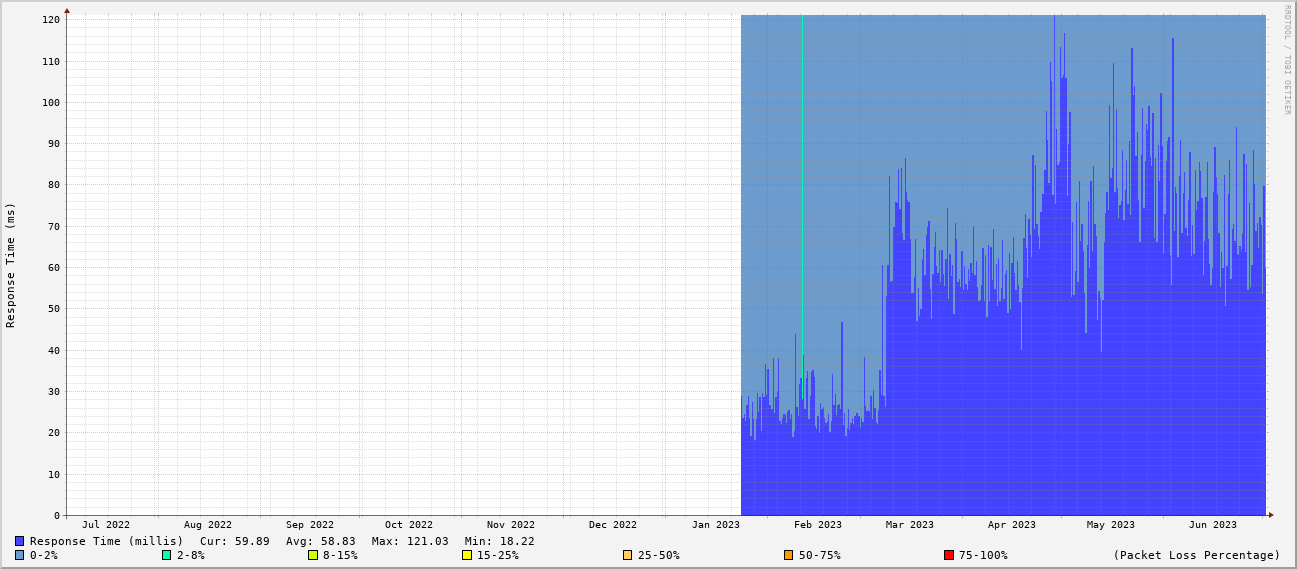 RRDTOOL / TOBI OETIKER
Response Time (ms)
120
110
100
90
80
70
60
50
40
30
20
10
0
Jul 2022 Aug 2022 Sep 2022 Oct 2022 Nov 2022 Dec 2022 Jan 2023 Feb 2023 Mar 2023 Apr 2023 May 2023 Jun 2023
Response Time (millis) Cur: 59.89 Avg: 58.83 Max: 121.03 Min: 18.22
0-2% 2-8% 8-15% 15-25% 25-50% 50-75% 75-100% (Packet Loss Percentage)